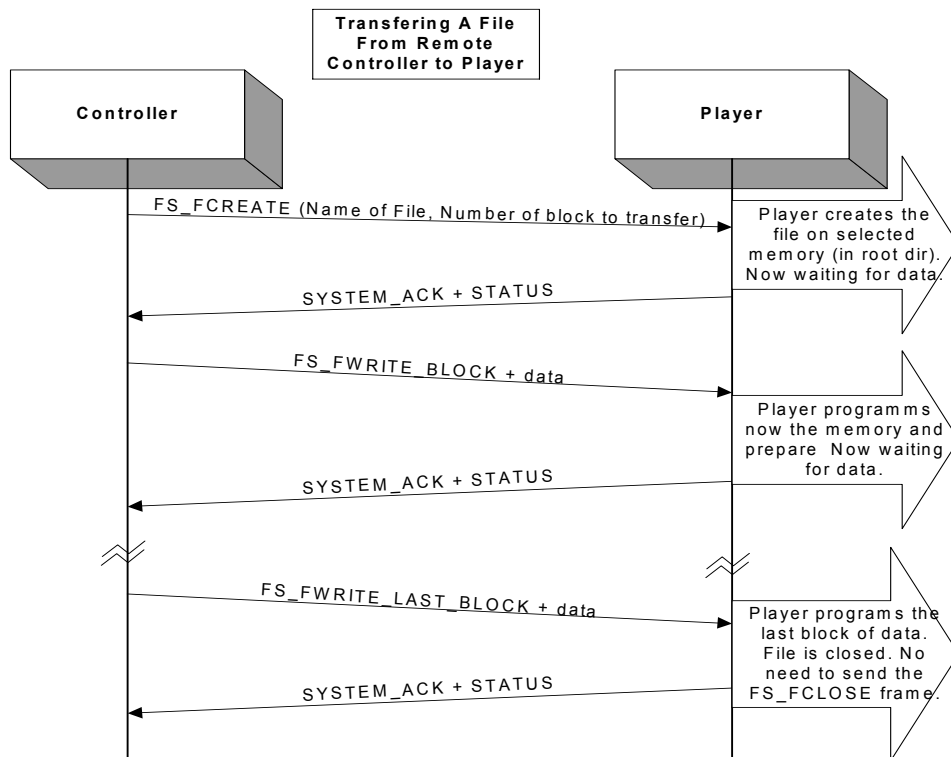 Transfering A File
From Remote
Controller to Player
Controller
Player
FS_FCREATE (Name of File, Number of block to transfer)
Player creates the
file on selected
memory (in root dir).
Now waiting for data.
SYSTEM_ACK + STATUS
FS_FWRITE_BLOCK + data
Player programms
now the memory and
prepare Now waiting
for data.
SYSTEM_ACK + STATUS
FS_FWRITE_LAST_BLOCK + data
Player programs the
last block of data.
File is closed. No
need to send the
FS_FCLOSE frame.
SYSTEM_ACK + STATUS